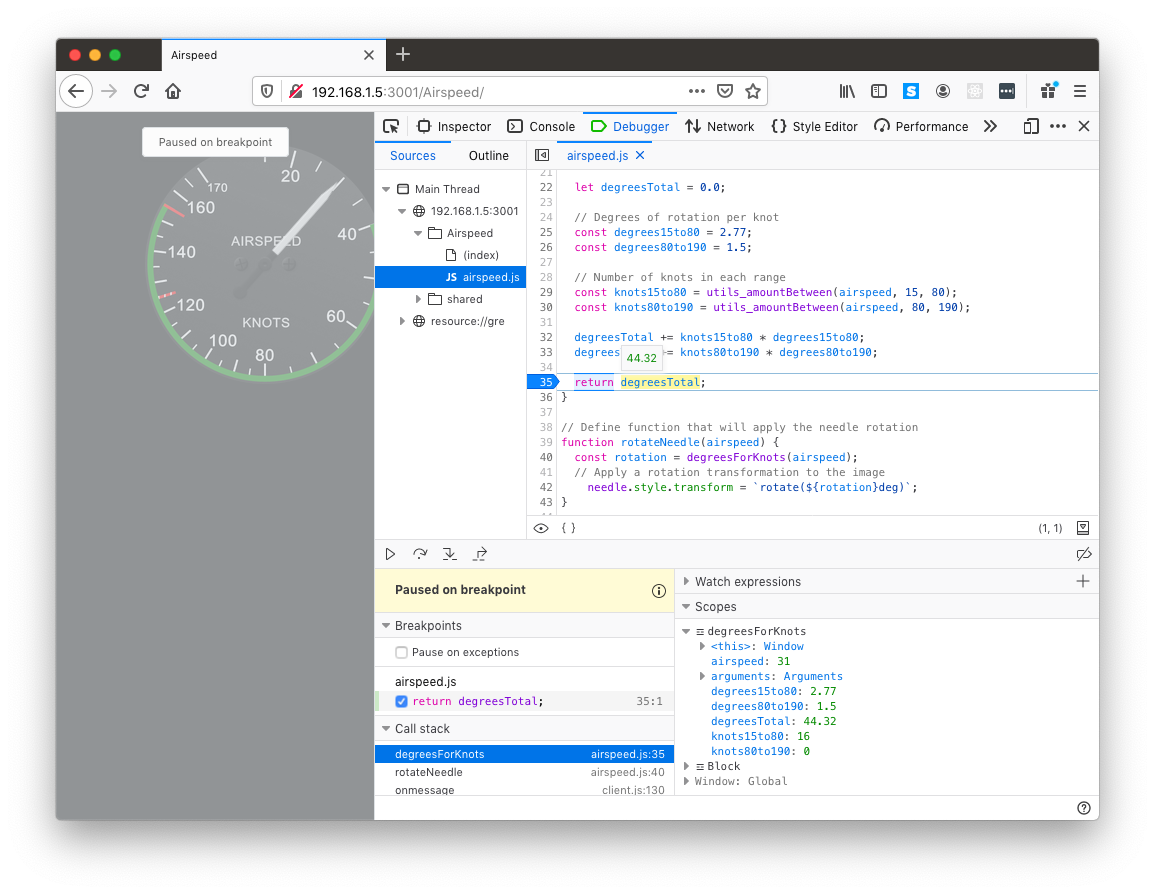 Airspeed
192.168.1.5:3001/Airspeed/
Paused on breakpoint
20
170
160
40
AIRSPEED
140
120
60
KNOTS
100
80
Inspector
Console
Debugger
Network
Style Editor
Performance
Sources
Outline
airspeed.js
Main Thread
192.168.1.5:3001
Airspeed
(index)
JS airspeed.js
shared
resource://gre
21
22 let degreesTotal = 0.0;
23
24 // Degrees of rotation per knot
25 const degrees15to80 = 2.77;
26 const degrees80to190 = 1.5;
27
28 // Number of knots in each range
29 const knots15to80 = utils_amountBetween(airspeed, 15, 80);
30 const knots80to190 = utils_amountBetween(airspeed, 80, 190);
31
32 degreesTotal += knots15to80 * degrees15to80;
33 degrees = knots80to190 * degrees80to190;
44.32
34
35 return degreesTotal;
36 }
37
38 // Define function that will apply the needle rotation
39 function rotateNeedle(airspeed) {
40 const rotation = degreesForKnots(airspeed);
41 // Apply a rotation transformation to the image
42 needle.style.transform = `rotate(${rotation}deg)`;
43 }
{ }
(1, 1)
Paused on breakpoint
Breakpoints
Pause on exceptions
airspeed.js
return degreesTotal; 35:1
Call stack
degreesForKnots airspeed.js:35
rotateNeedle airspeed.js:40
onmessage client.js:130
Watch expressions
Scopes
degreesForKnots
<this>: Window
airspeed: 31
arguments: Arguments
degrees15to80: 2.77
degrees80to190: 1.5
degreesTotal: 44.32
knots15to80: 16
knots80to190: 0
Block
Window: Global